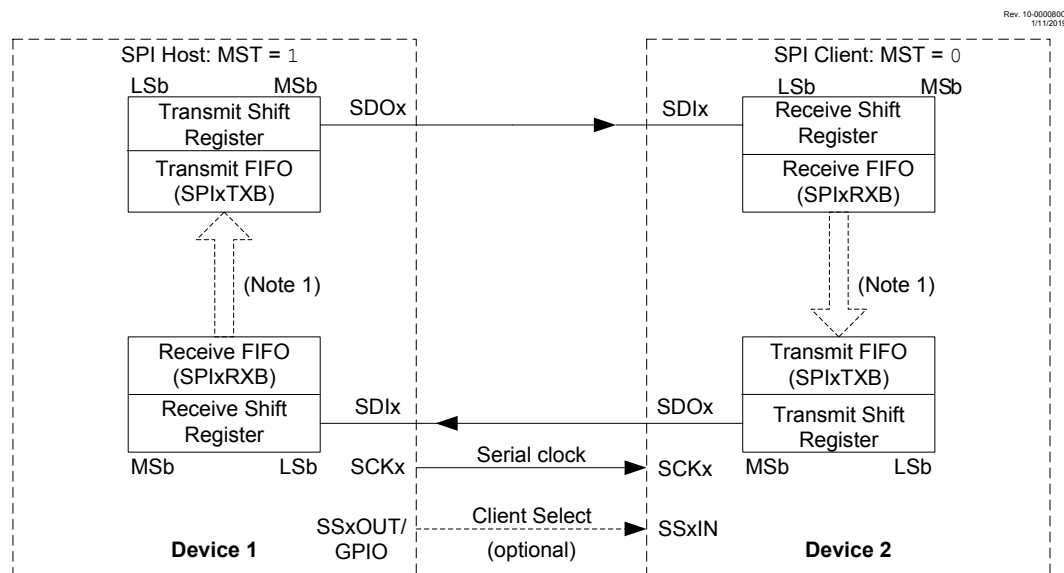 Rev. 10-000080C
1/11/2019
SPI Host: MST = 1
SPI Client: MST = 0
LSb MSb
LSb MSb
Transmit Shift
Register
Transmit FIFO
(SPIxTXB)
SDOx
SDIx
Receive Shift
Register
Receive FIFO
(SPIxRXB)
(Note 1)
(Note 1)
Receive FIFO
(SPIxRXB)
Receive Shift
Register
SDIx
SDOx
Transmit FIFO
(SPIxTXB)
Transmit Shift
Register
MSb LSb
SCKx
Serial clock
SCKx
MSb LSb
SSxOUT/
GPIO
Client Select
(optional)
SSxIN
Device 1
Device 2